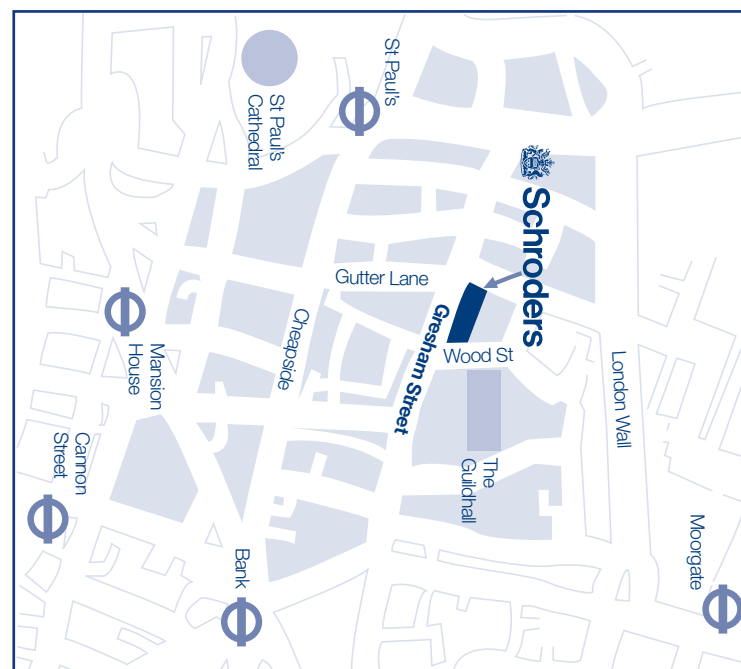 St Paul's
St Paul's
Cathedral
Schroders
Gutter Lane
Gresham Street
Cheapside
Wood St
London Wall
Mansion
House
The
Guildhall
Cannon
Street
Bank
Moorgate